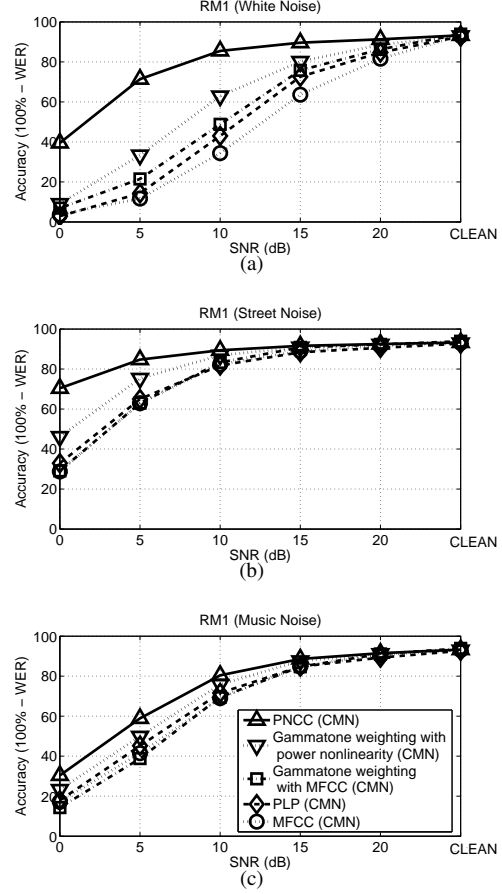 RM1 (White Noise)
100
80
60
40
20
0
Accuracy (100% − WER)
0 5 10 15 20 CLEAN
SNR (dB)
(a)
RM1 (Street Noise)
100
80
60
40
20
0
Accuracy (100% − WER)
0 5 10 15 20 CLEAN
SNR (dB)
(b)
RM1 (Music Noise)
100
80
60
40
20
0
Accuracy (100% − WER)
PNCC (CMN)
Gammatone weighting with
power nonlinearity (CMN)
Gammatone weighting
with MFCC (CMN)
PLP (CMN)
MFCC (CMN)
0 5 10 15 20 CLEAN
SNR (dB)
(c)